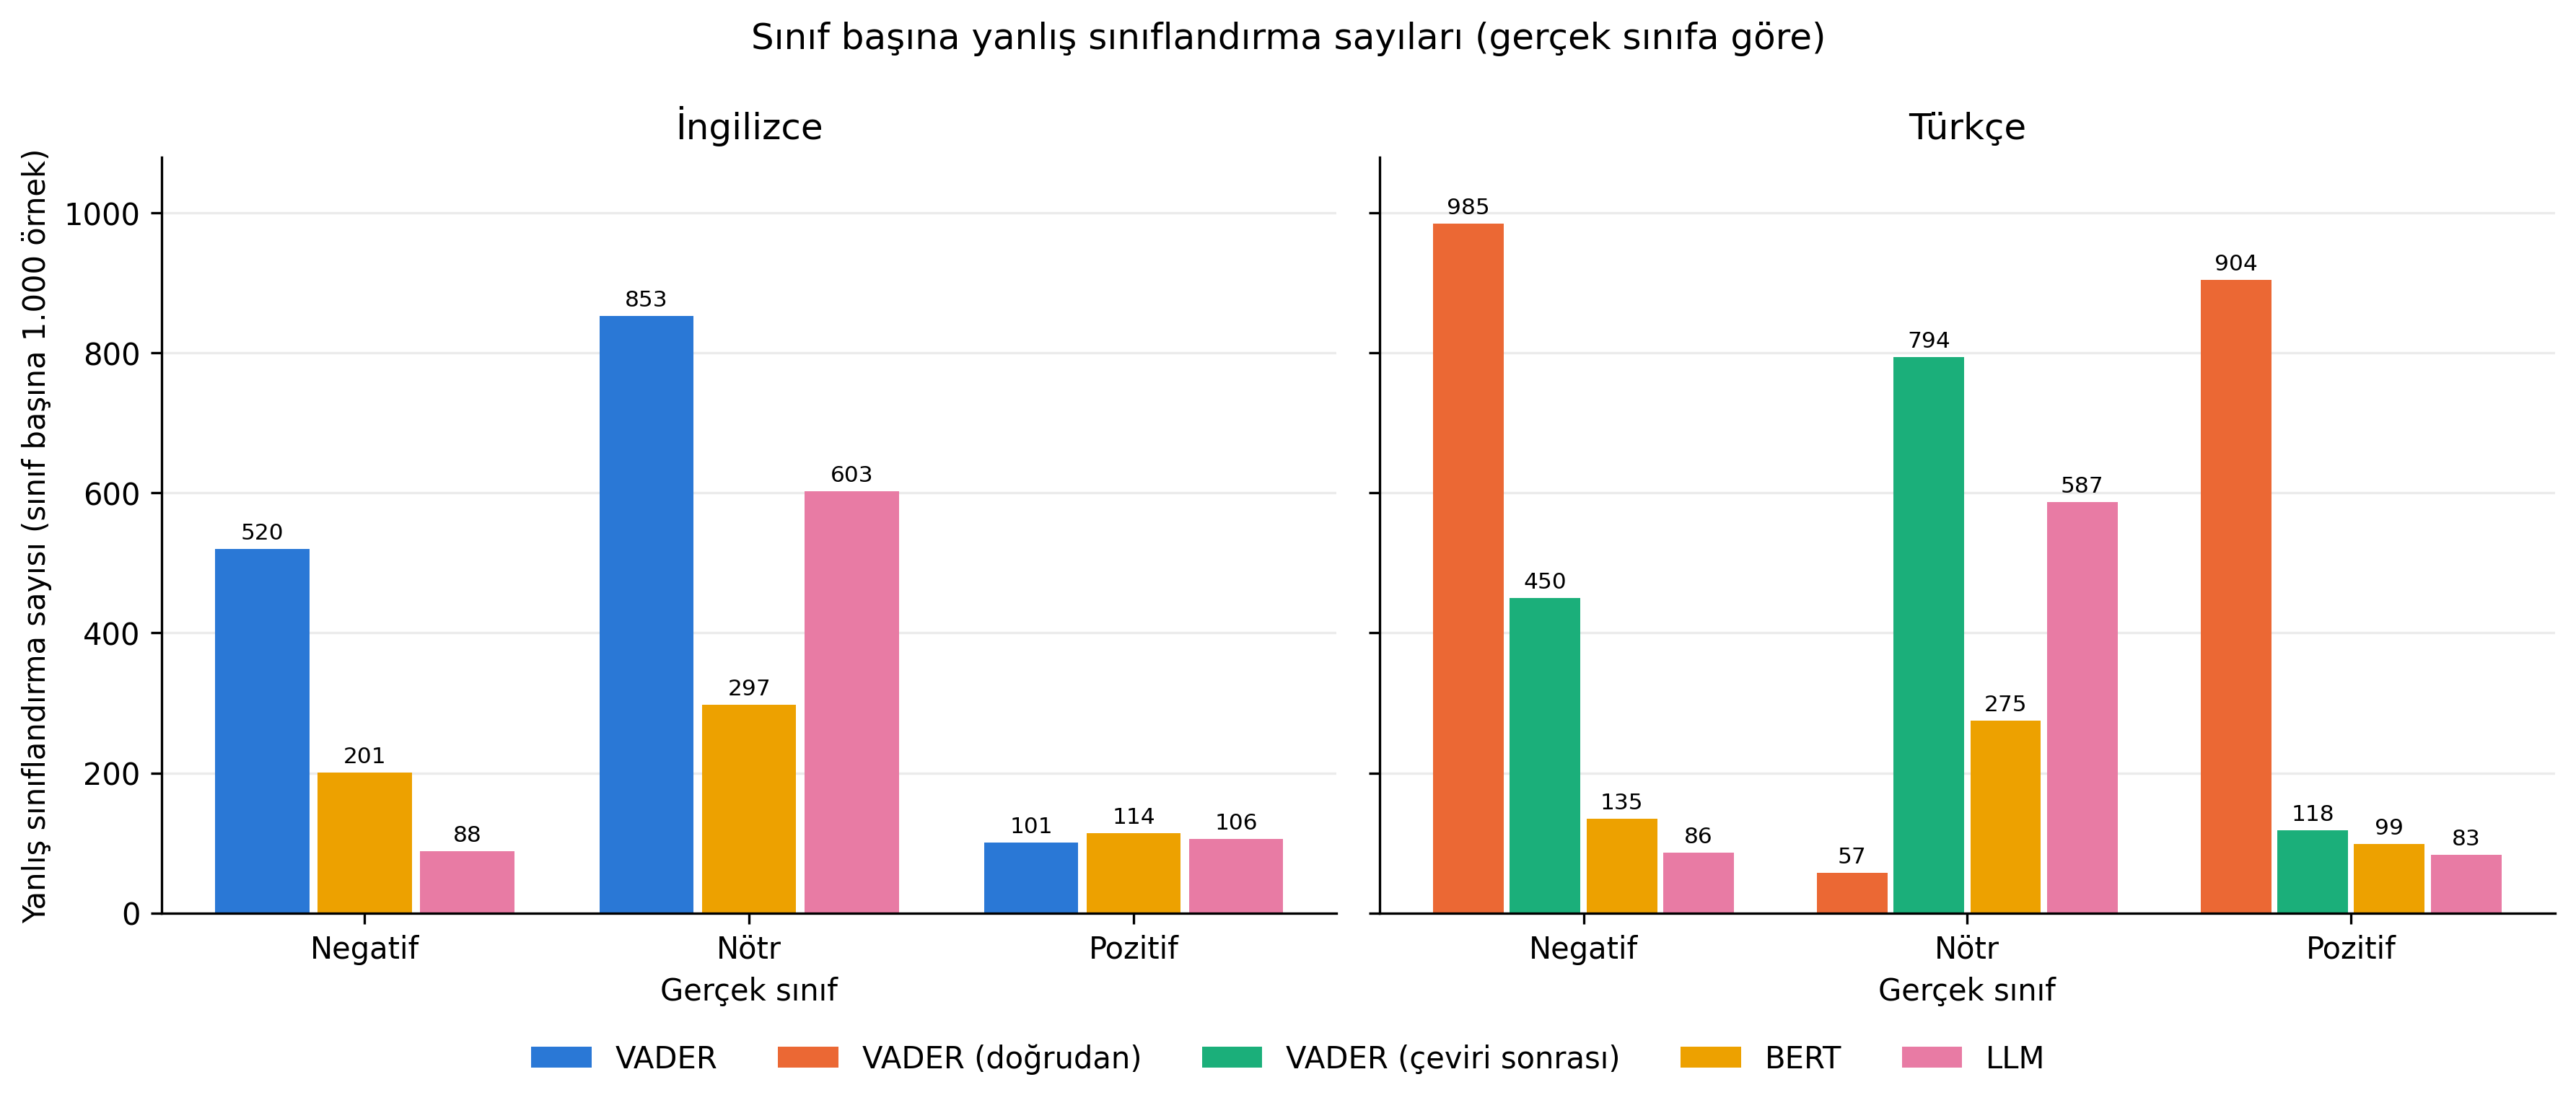 Sınıf başına yanlış sınıflandırma sayıları (gerçek sınıfa göre)
İngilizce
Yanlış sınıflandırma sayısı (sınıf başına 1.000 örnek)
1000
800
600
400
200
0
520
201
88
853
297
603
101
114
106
Negatif
Nötr
Pozitif
Gerçek sınıf
Türkçe
985
450
135
86
57
794
275
587
904
118
99
83
Negatif
Nötr
Pozitif
Gerçek sınıf
VADER
VADER (doğrudan)
VADER (çeviri sonrası)
BERT
LLM